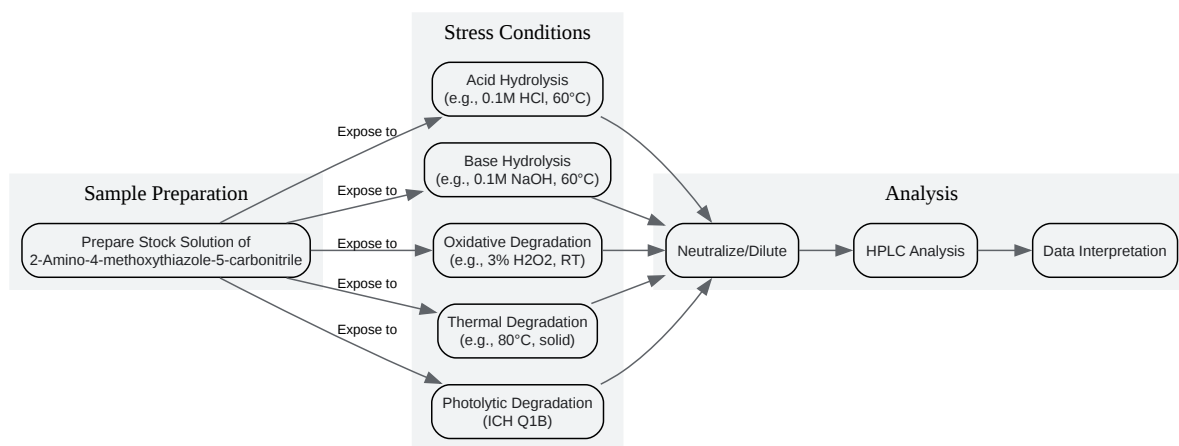 Stress Conditions
Acid Hydrolysis
(e.g., 0.1M HCl, 60°C)
Expose to
Base Hydrolysis
(e.g., 0.1M NaOH, 60°C)
Expose to
Sample Preparation
Analysis
Prepare Stock Solution of
2-Amino-4-methoxythiazole-5-carbonitrile
Expose to
Oxidative Degradation
(e.g., 3% H2O2, RT)
Neutralize/Dilute
HPLC Analysis
Data Interpretation
Expose to
Thermal Degradation
(e.g., 80°C, solid)
Expose to
Photolytic Degradation
(ICH Q1B)